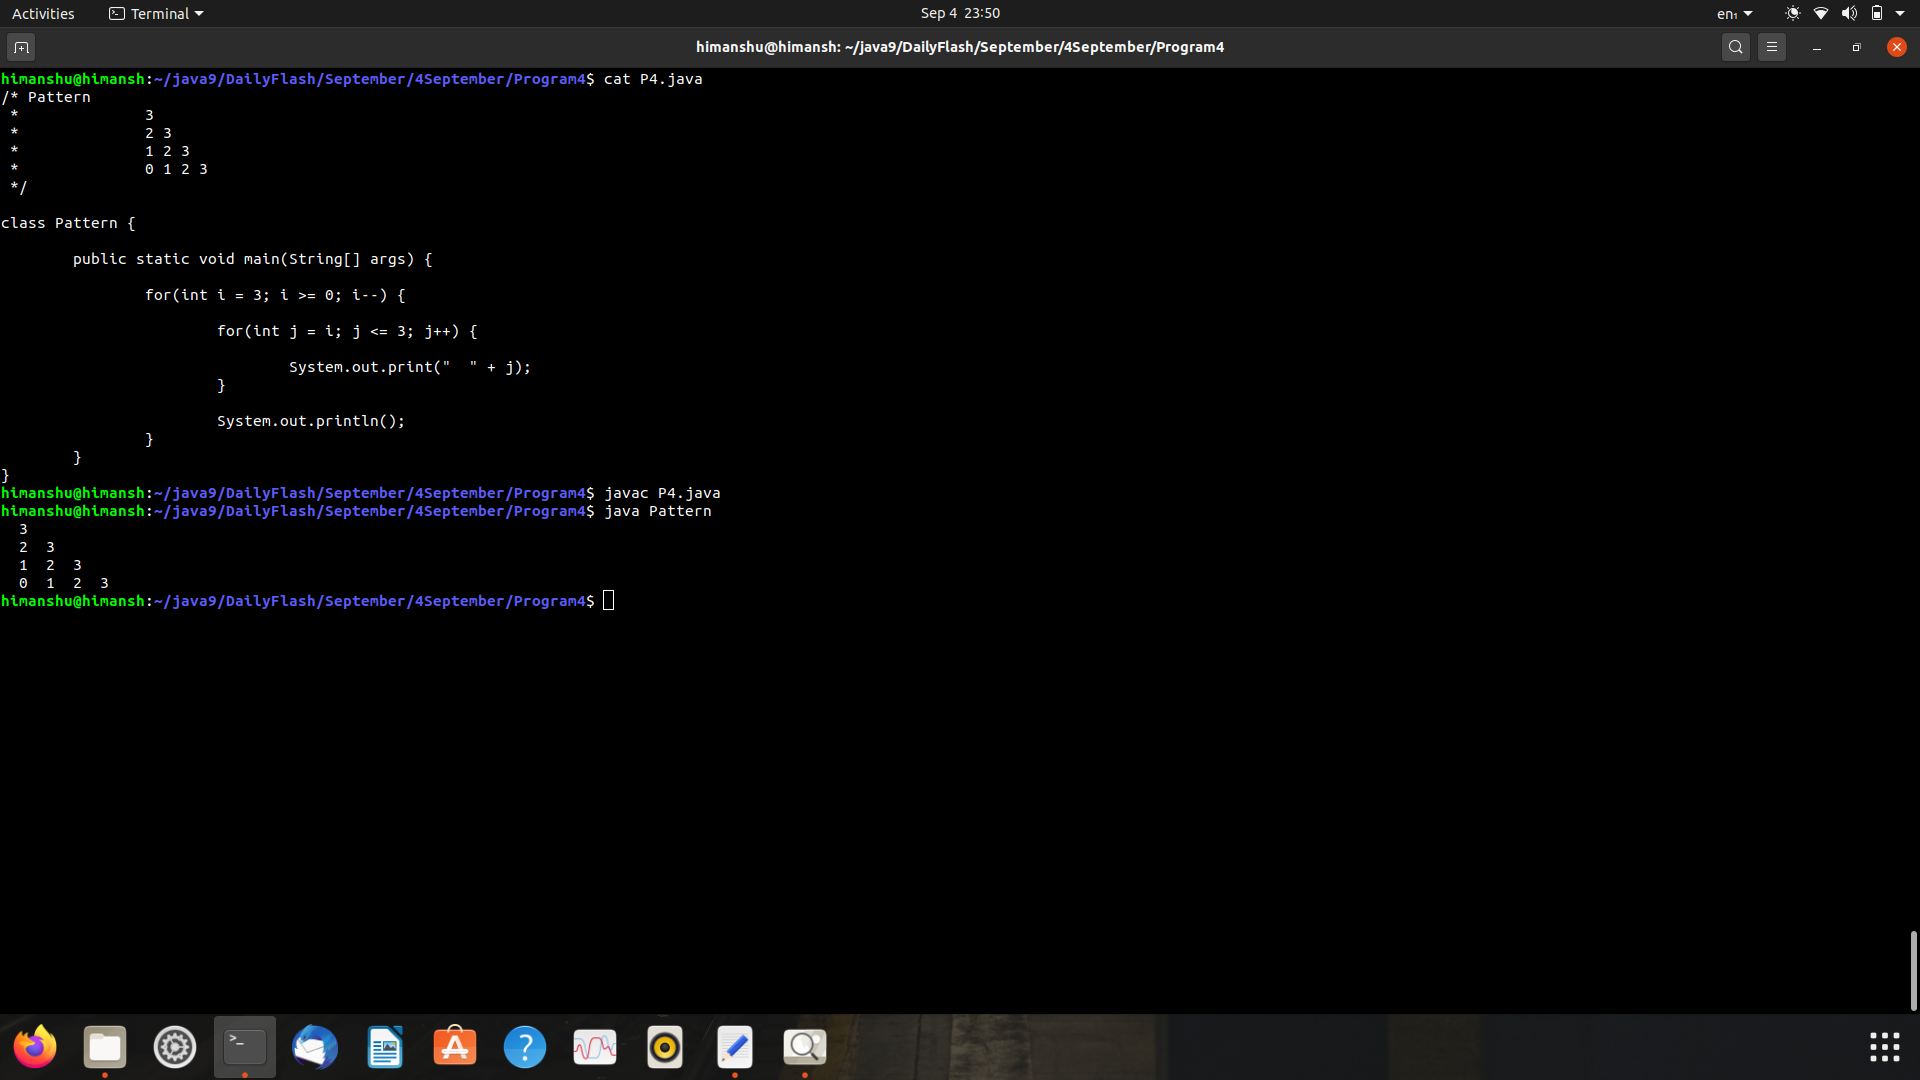 Activities Terminal Sep 4 23:50 en₁
himanshu@himansh: ~/java9/DailyFlash/September/4September/Program4
himanshu@himansh:~/java9/DailyFlash/September/4September/Program4$ cat P4.java
/* Pattern
 *              3
 *              2 3
 *              1 2 3
 *              0 1 2 3
 */
class Pattern {
        public static void main(String[] args) {
                for(int i = 3; i >= 0; i--) {
                        for(int j = i; j <= 3; j++) {
                                System.out.print("  " + j);
                        }
                        System.out.println();
                }
        }
}
himanshu@himansh:~/java9/DailyFlash/September/4September/Program4$ javac P4.java
himanshu@himansh:~/java9/DailyFlash/September/4September/Program4$ java Pattern
  3
  2  3
  1  2  3
  0  1  2  3
himanshu@himansh:~/java9/DailyFlash/September/4September/Program4$